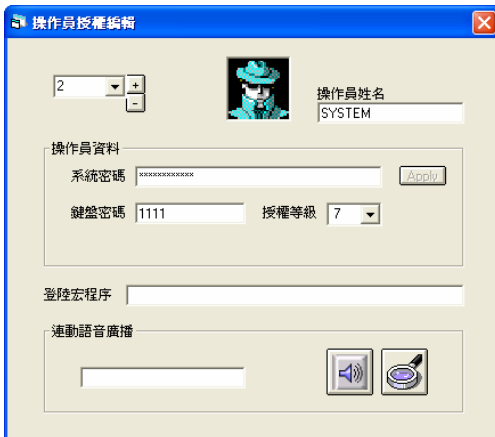 操作員授權編輯
2
+
-
操作員姓名
SYSTEM
操作員資料
系統密碼 ************ Apply
鍵盤密碼 1111 授權等級 7
登陸宏程序
連動語音廣播